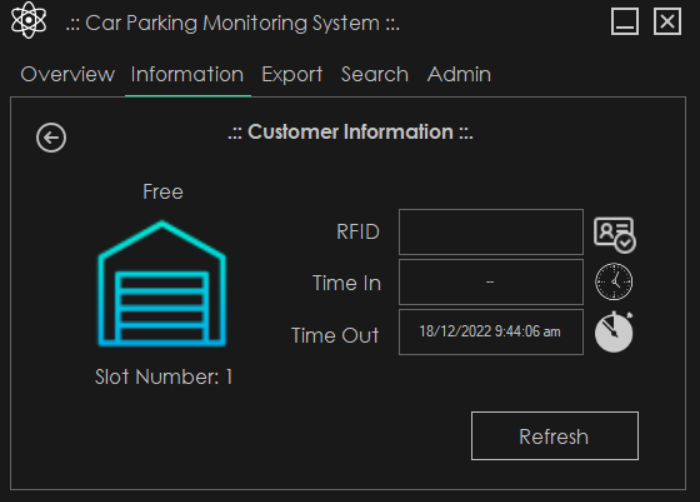 .:: Car Parking Monitoring System ::.
Overview Information Export Search Admin
.:: Customer Information ::.
Free
RFID
Time In --
Time Out 18/12/2022 9:44:06 am
Slot Number: 1
Refresh